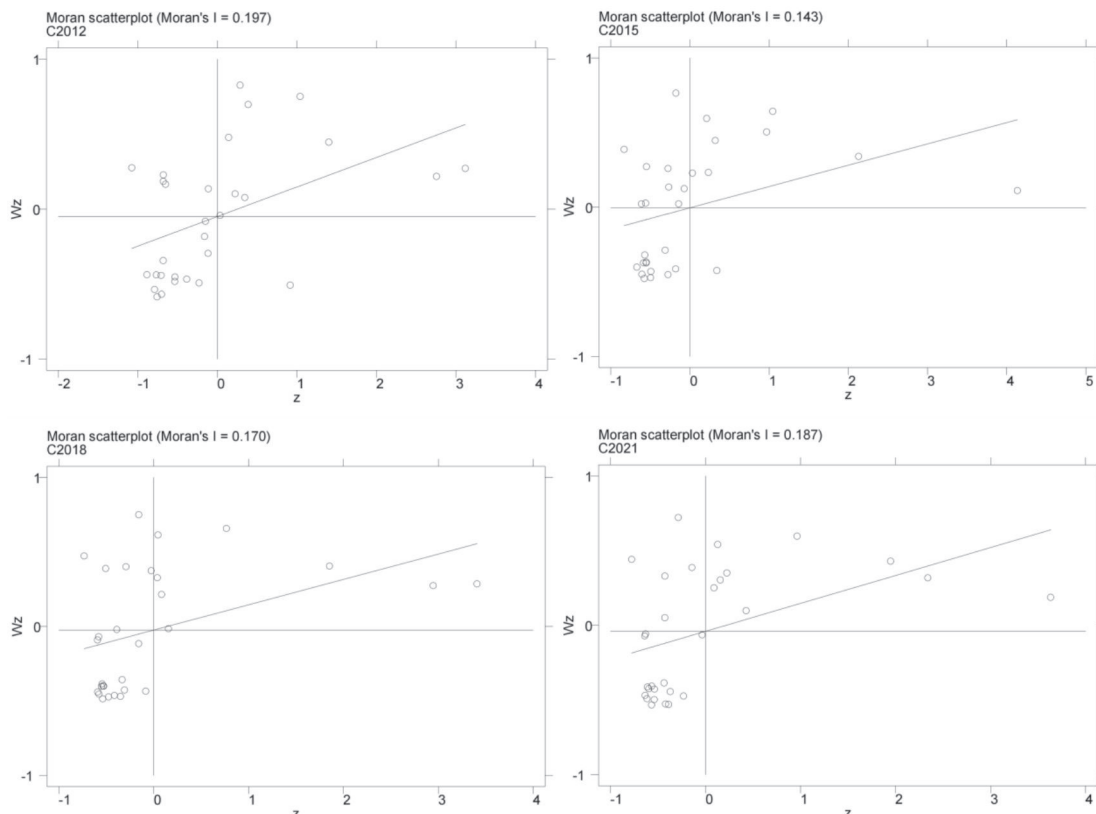 Moran scatterplot (Moran's I = 0.197)
C2012
1
0
-1
Wz
-2 -1 0 1 2 3 4
z
Moran scatterplot (Moran's I = 0.143)
C2015
1
0
-1
Wz
-1 0 1 2 3 4 5
z
Moran scatterplot (Moran's I = 0.170)
C2018
1
0
-1
Wz
-1 0 1 2 3 4
z
Moran scatterplot (Moran's I = 0.187)
C2021
1
0
-1
Wz
-1 0 1 2 3 4
z